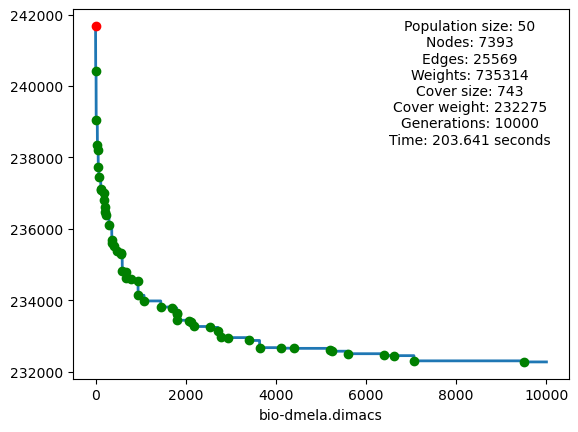 242000
240000
238000
236000
234000
232000
Population size: 50
Nodes: 7393
Edges: 25569
Weights: 735314
Cover size: 743
Cover weight: 232275
Generations: 10000
Time: 203.641 seconds
0 2000 4000 6000 8000 10000
bio-dmela.dimacs